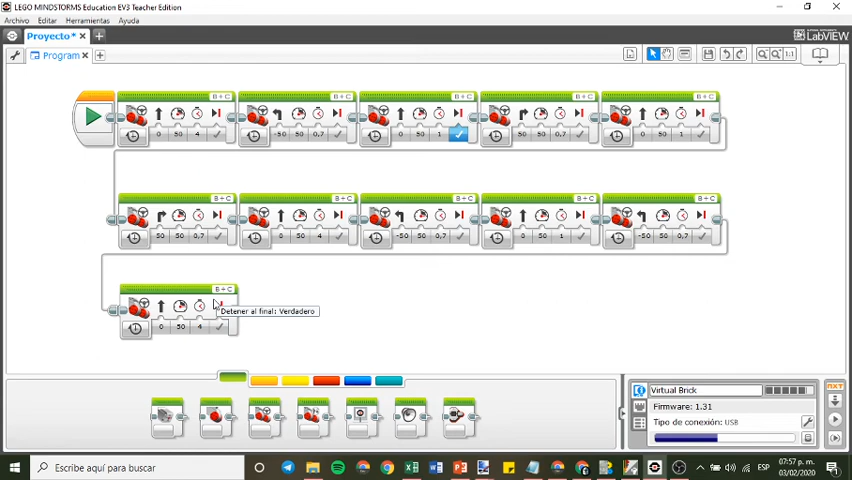 LEGO MINDSTORMS Education EV3 Teacher Edition
Archivo Editar Herramientas Ayuda
Proyecto* × +
LabVIEW
Program × +
1:1
B + C B + C B + C B + C B + C
0 50 4 -50 50 0,7 0 50 1 50 50 0,7 0 50 1
B + C B + C B + C B + C B + C
50 50 0,7 0 50 4 -50 50 0,7 0 50 1 -50 50 0,7
B + C
Detener al final: Verdadero
0 50 4
Virtual Brick
NXT
Firmware: 1.31
Tipo de conexión: USB
Escribe aquí para buscar
ESP
07:57 p. m.
03/02/2020